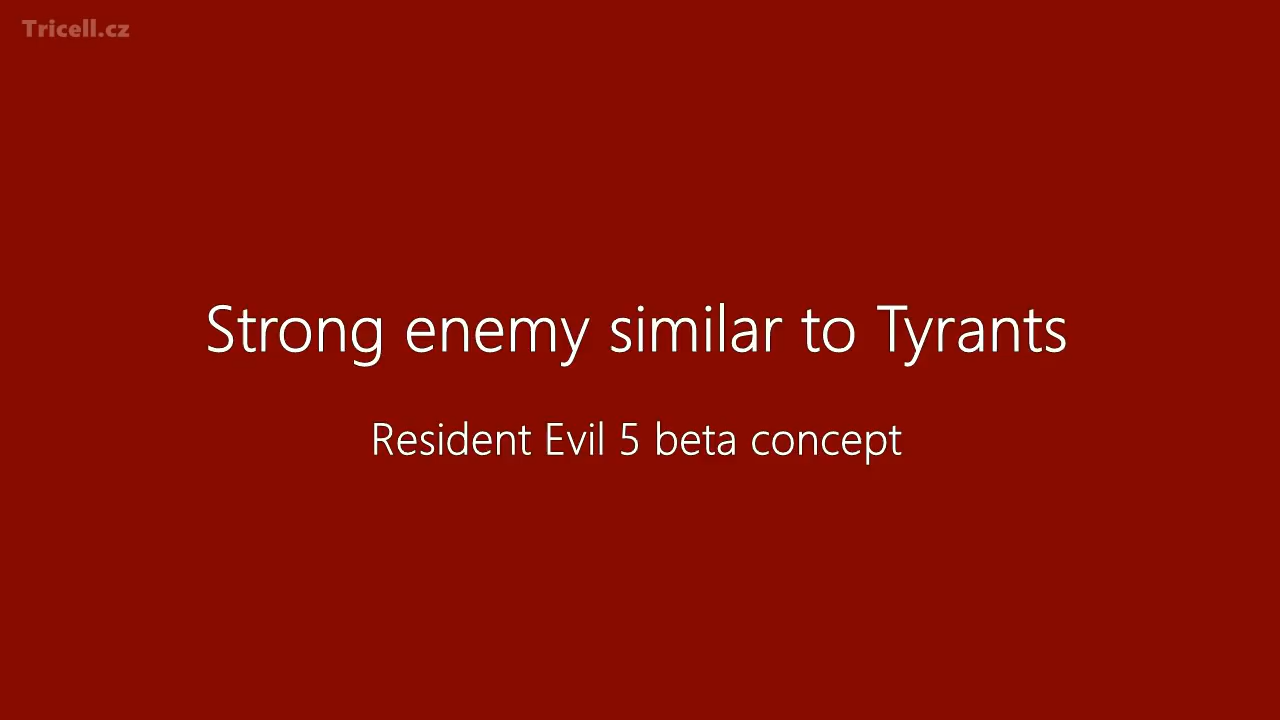 Tricell.cz
Strong enemy similar to Tyrants
Resident Evil 5 beta concept